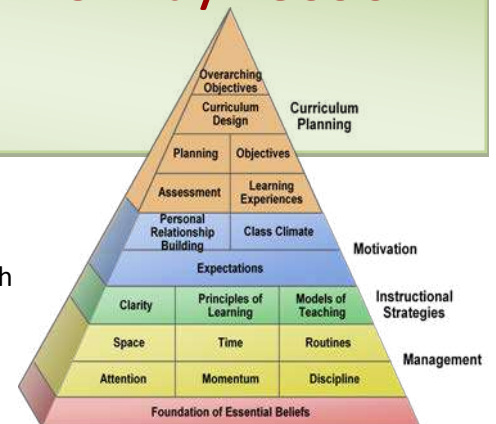 Overarching
Objectives
Curriculum
Design
Curriculum
Planning
Planning
Objectives
Assessment
Learning
Experiences
Personal
Relationship
Building
Class Climate
Motivation
Expectations
Clarity
Principles of
Learning
Models of
Teaching
Instructional
Strategies
Space
Time
Routines
Management
Attention
Momentum
Discipline
Foundation of Essential Beliefs